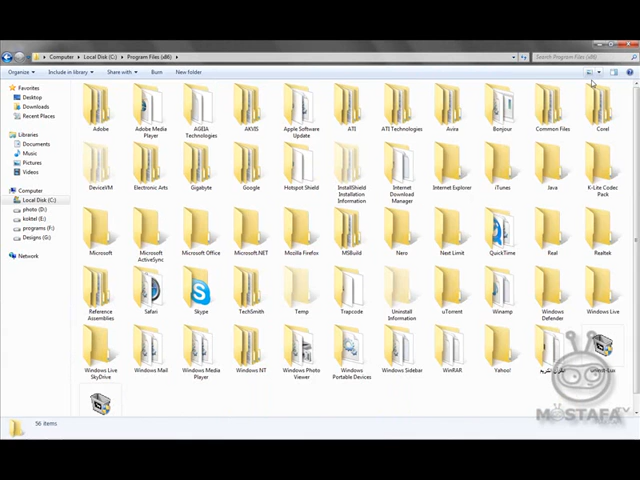 Computer ▸ Local Disk (C:) ▸ Program Files (x86) ▸
Search Program Files (x86)
Organize Include in library Share with Burn New folder
Favorites
Desktop
Downloads
Recent Places
Libraries
Documents
Music
Pictures
Videos
Computer
Local Disk (C:)
photo (D:)
koktel (E:)
programs (F:)
Designs (G:)
Network
Adobe
Adobe Media Player
AGEIA Technologies
AKVIS
Apple Software Update
ATI
ATI Technologies
Avira
Bonjour
Common Files
Corel
DeviceVM
Electronic Arts
Gigabyte
Google
Hotspot Shield
InstallShield Installation Information
Internet Download Manager
Internet Explorer
iTunes
Java
K-Lite Codec Pack
Microsoft
Microsoft ActiveSync
Microsoft Office
Microsoft.NET
Mozilla Firefox
MSBuild
Nero
Next Limit
QuickTime
Real
Realtek
Reference Assemblies
Safari
Skype
TechSmith
Temp
Trapcode
Uninstall Information
uTorrent
Winamp
Windows Defender
Windows Live
Windows Live SkyDrive
Windows Mail
Windows Media Player
Windows NT
Windows Photo Viewer
Windows Portable Devices
Windows Sidebar
WinRAR
Yahoo!
56 items
MOSTAFA TV